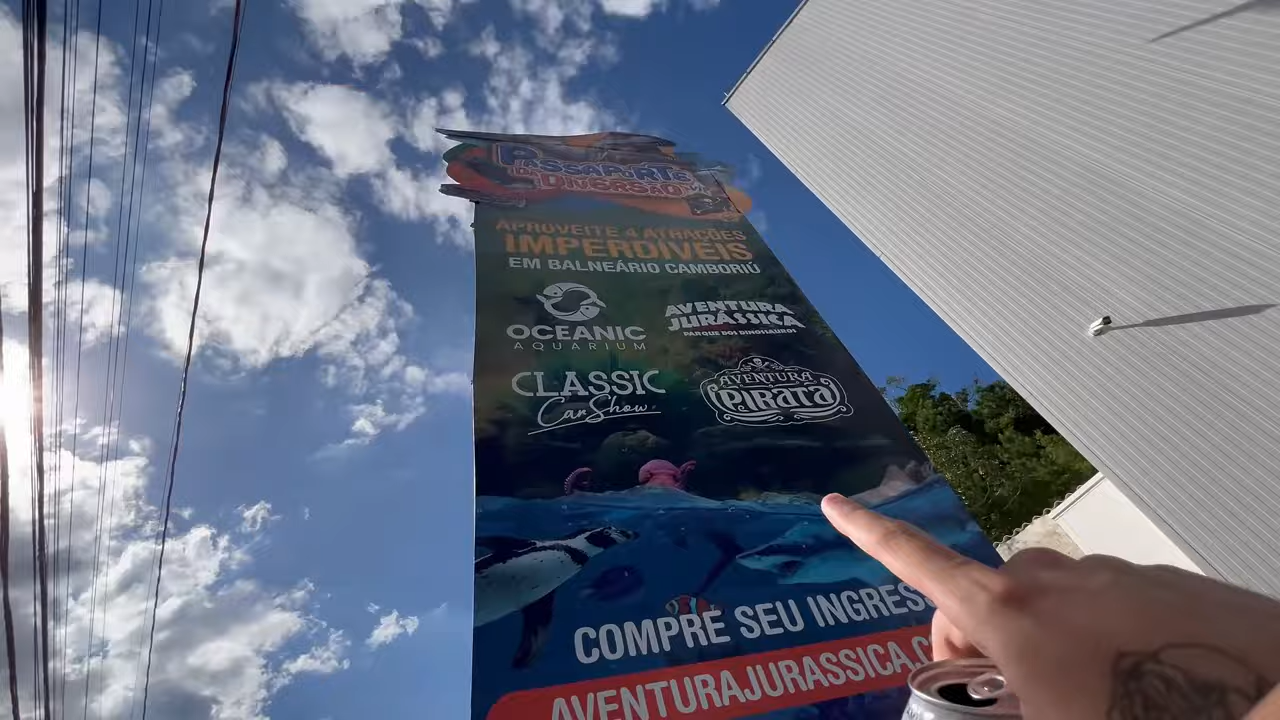 PASSAPORTE
DA DIVERSÃO
APROVEITE 4 ATRAÇÕES
IMPERDÍVEIS
EM BALNEÁRIO CAMBORIÚ
OCEANIC
AQUARIUM
AVENTURA
JURÁSSICA
PARQUE DOS DINOSSAUROS
CLASSIC
Car Show
AVENTURA
PIRATA
COMPRE SEU INGRESS
AVENTURAJURASSICA.C